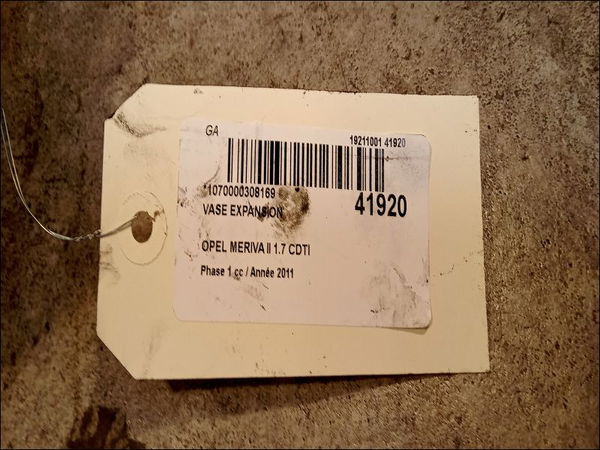 GA
19211001 41920
*1070000308169
41920
VASE EXPANSION
OPEL MERIVA II 1.7 CDTI
Phase 1 cc / Année 2011